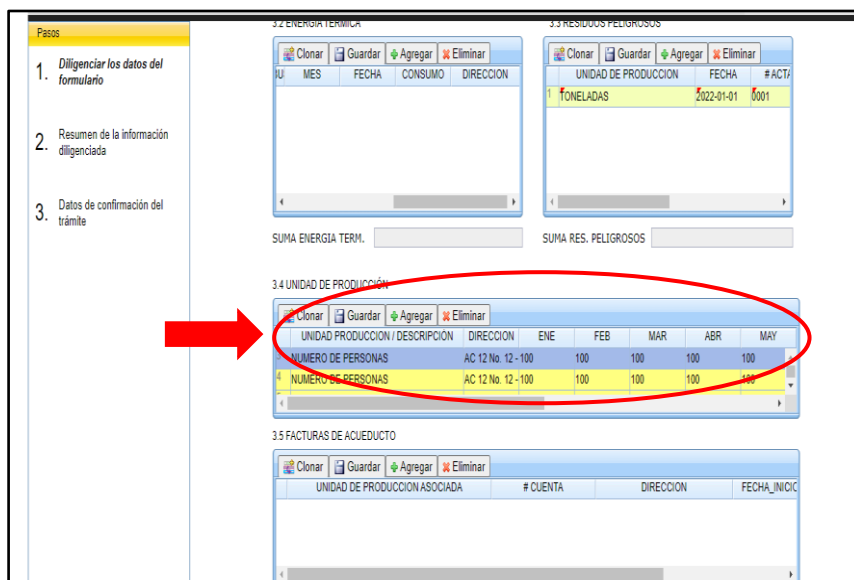 Pasos
1. Diligenciar los datos del
formulario
2. Resumen de la información
diligenciada
3. Datos de confirmación del
trámite
3.2 ENERGIA TERMICA
Clonar Guardar Agregar Eliminar
MES FECHA CONSUMO DIRECCION
SUMA ENERGIA TERM.
3.3 RESIDUOS PELIGROSOS
Clonar Guardar Agregar Eliminar
UNIDAD DE PRODUCCION FECHA # ACTA
1 TONELADAS 2022-01-01 0001
SUMA RES. PELIGROSOS
3.4 UNIDAD DE PRODUCCIÓN
Clonar Guardar Agregar Eliminar
UNIDAD PRODUCCION / DESCRIPCIÓN DIRECCION ENE FEB MAR ABR MAY
NUMERO DE PERSONAS AC 12 No. 12 - 100 100 100 100 100
4 NUMERO DE PERSONAS AC 12 No. 12 - 100 100 100 100 100
3.5 FACTURAS DE ACUEDUCTO
Clonar Guardar Agregar Eliminar
UNIDAD DE PRODUCCION ASOCIADA # CUENTA DIRECCION FECHA_INICIO